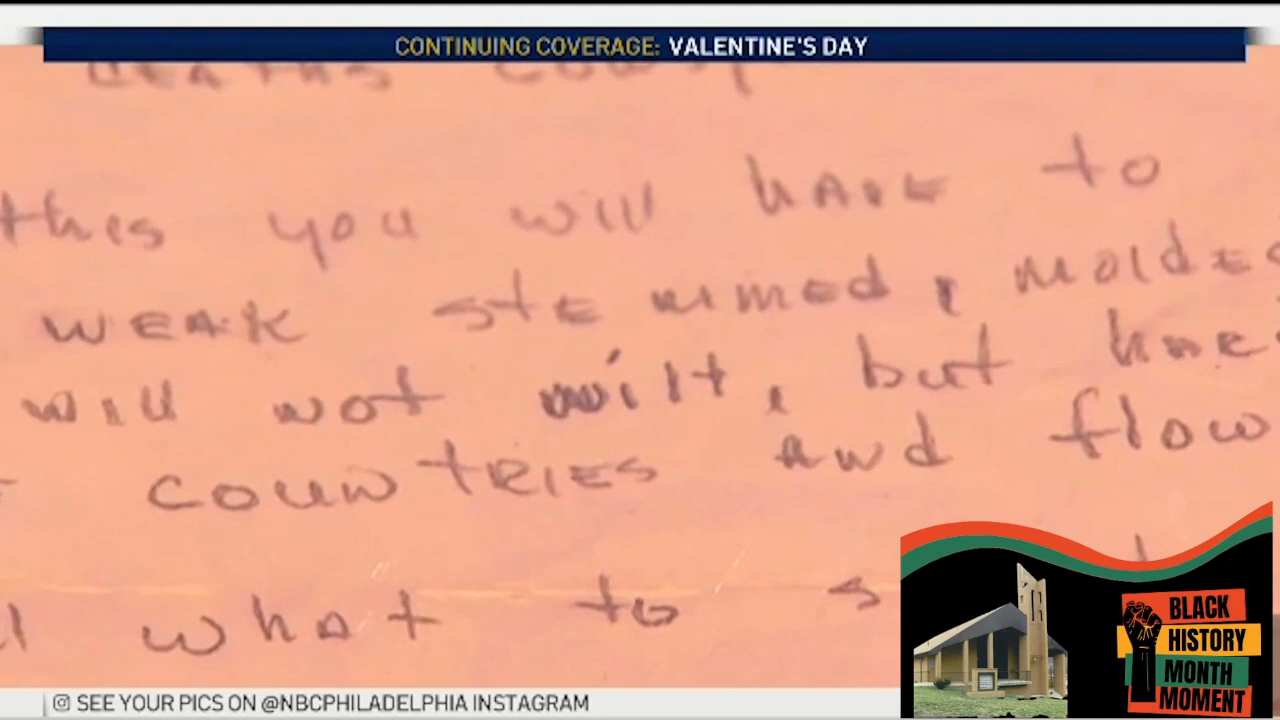 CONTINUING COVERAGE: VALENTINE'S DAY
this you will have to
weak stemmed, molded
will not wilt, but
countries and flow
what to s
SEE YOUR PICS ON @NBCPHILADELPHIA INSTAGRAM
BLACK
HISTORY
MONTH
MOMENT